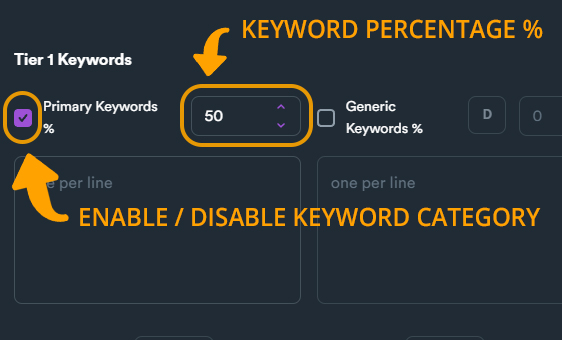 KEYWORD PERCENTAGE %
Tier 1 Keywords
Primary Keywords
%
50
Generic
Keywords %
D
0
per line
one per line
ENABLE / DISABLE KEYWORD CATEGORY